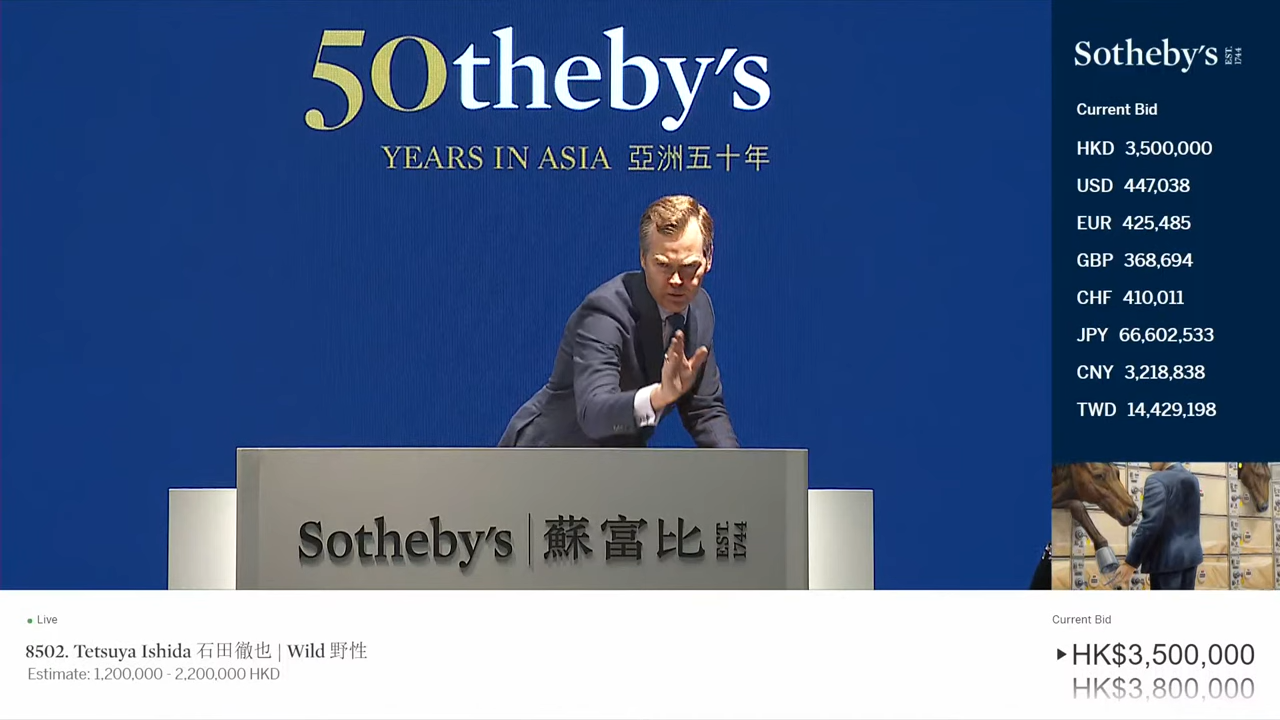 50theby's
YEARS IN ASIA 亞洲五十年
Sotheby's EST. 1744
Current Bid
HKD 3,500,000
USD 447,038
EUR 425,485
GBP 368,694
CHF 410,011
JPY 66,602,533
CNY 3,218,838
TWD 14,429,198
Sotheby's | 蘇富比 EST. 1744
Live
8502. Tetsuya Ishida 石田徹也 | Wild 野性
Estimate: 1,200,000 - 2,200,000 HKD
Current Bid
HK$3,500,000
HK$3,800,000